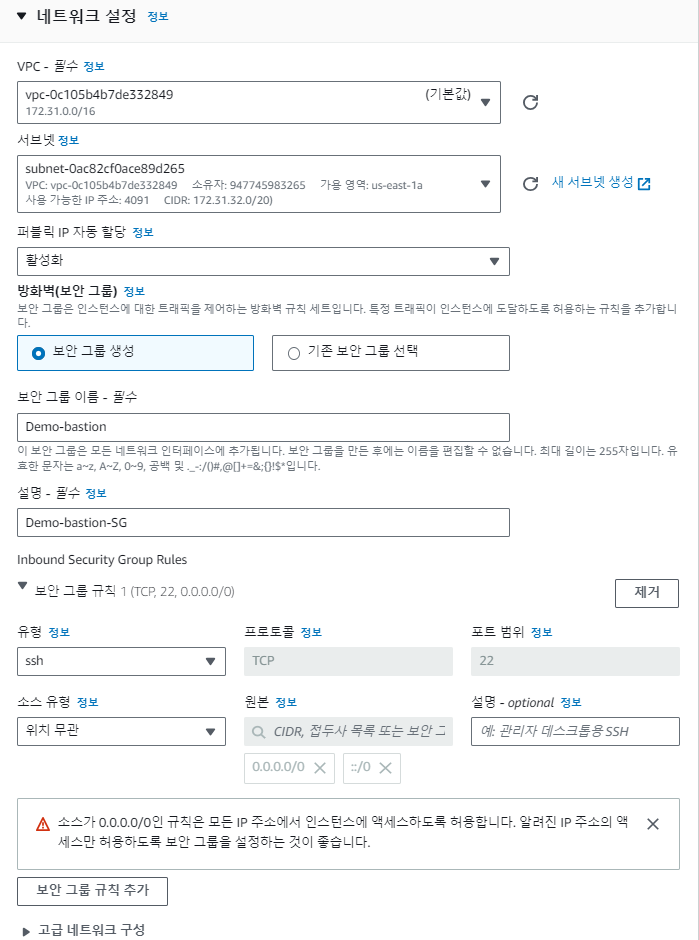 네트워크 설정 정보
VPC - 필수 정보
vpc-0c105b4b7de332849 (기본값)
172.31.0.0/16
서브넷 정보
subnet-0ac82cf0ace89d265
VPC: vpc-0c105b4b7de332849 소유자: 947745983265 가용 영역: us-east-1a
사용 가능한 IP 주소: 4091 CIDR: 172.31.32.0/20)
새 서브넷 생성
퍼블릭 IP 자동 할당 정보
활성화
방화벽(보안 그룹) 정보
보안 그룹은 인스턴스에 대한 트래픽을 제어하는 방화벽 규칙 세트입니다. 특정 트래픽이 인스턴스에 도달하도록 허용하는 규칙을 추가합니
다.
보안 그룹 생성 기존 보안 그룹 선택
보안 그룹 이름 - 필수
Demo-bastion
이 보안 그룹은 모든 네트워크 인터페이스에 추가됩니다. 보안 그룹을 만든 후에는 이름을 편집할 수 없습니다. 최대 길이는 255자입니다. 유
효한 문자는 a~z, A~Z, 0~9, 공백 및 ._-:/()#,@[]+=&;{}!$*입니다.
설명 - 필수 정보
Demo-bastion-SG
Inbound Security Group Rules
보안 그룹 규칙 1 (TCP, 22, 0.0.0.0/0) 제거
유형 정보 프로토콜 정보 포트 범위 정보
ssh TCP 22
소스 유형 정보 원본 정보 설명 - optional 정보
위치 무관 CIDR, 접두사 목록 또는 보안 그 예: 관리자 데스크톱용 SSH
0.0.0.0/0 ::/0
소스가 0.0.0.0/0인 규칙은 모든 IP 주소에서 인스턴스에 액세스하도록 허용합니다. 알려진 IP 주소의 액
세스만 허용하도록 보안 그룹을 설정하는 것이 좋습니다.
보안 그룹 규칙 추가
고급 네트워크 구성